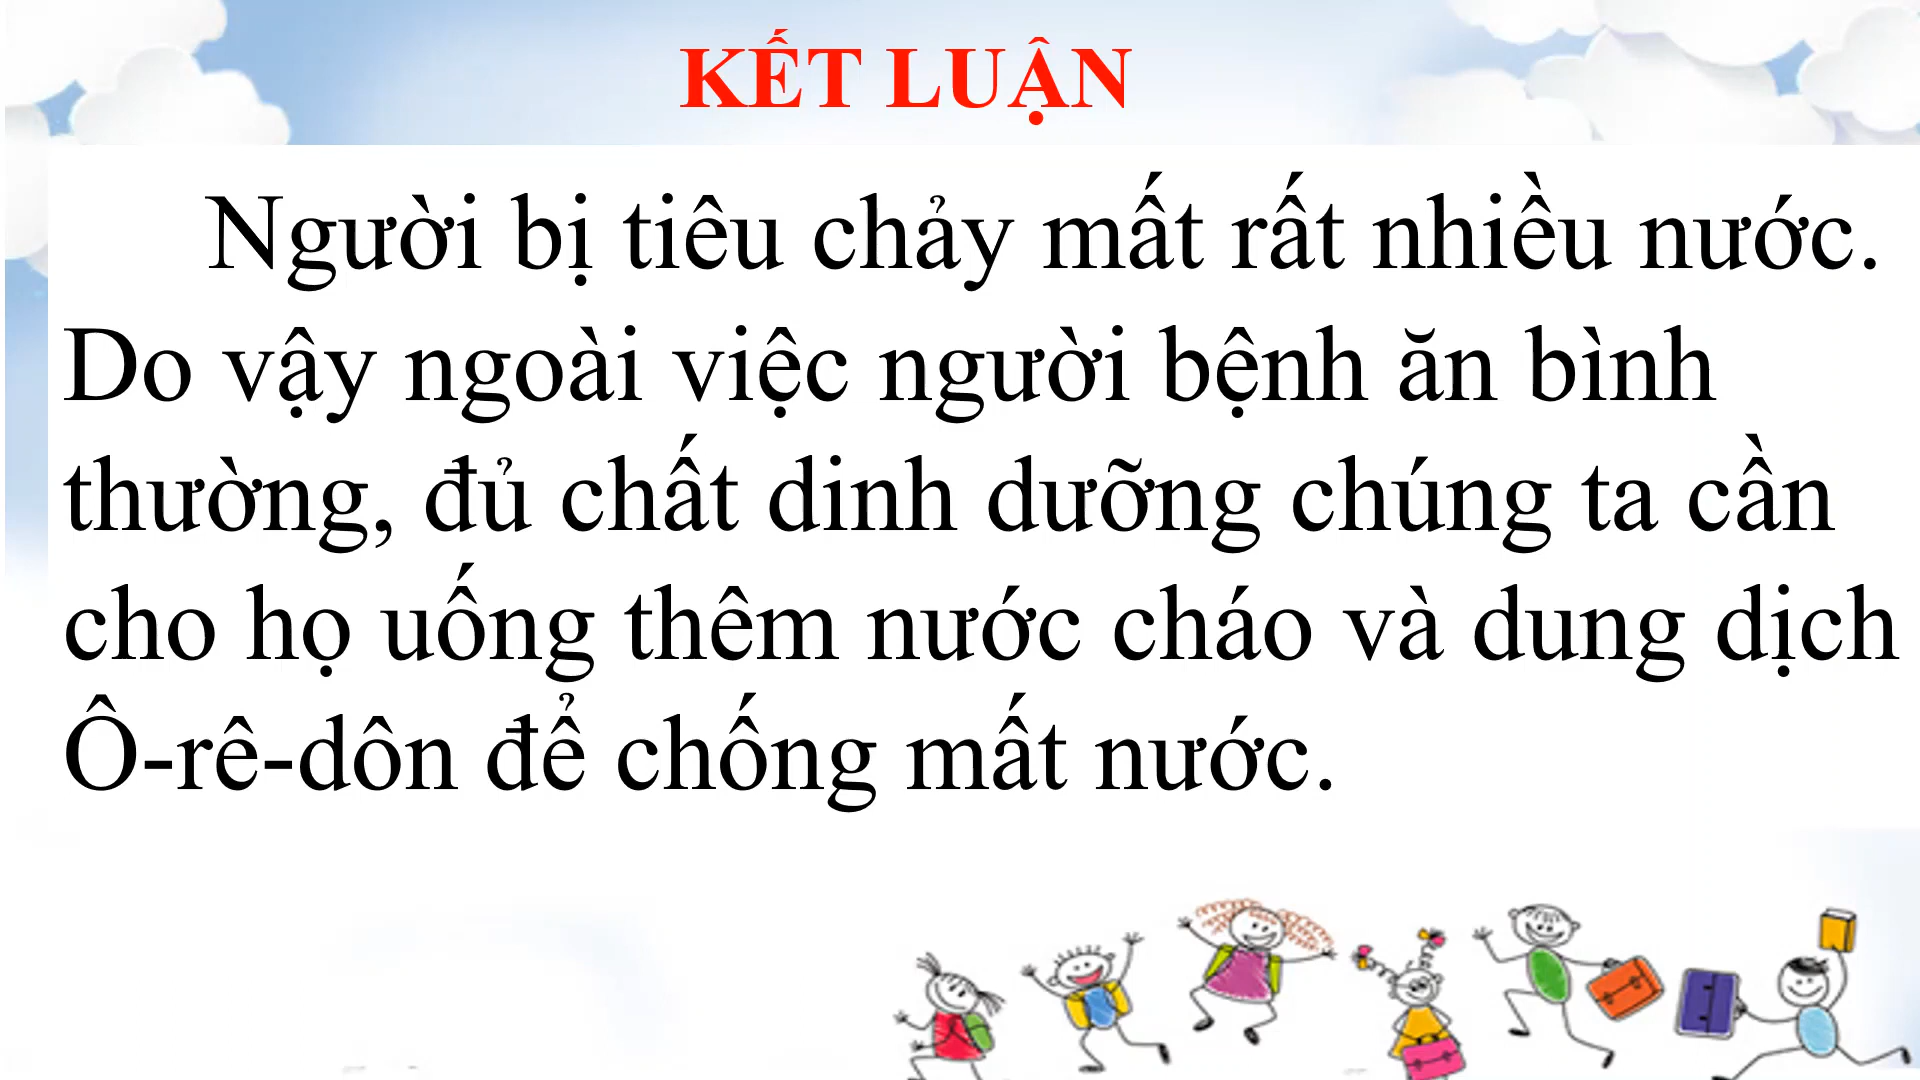 KẾT LUẬN
Người bị tiêu chảy mất rất nhiều nước.
Do vậy ngoài việc người bệnh ăn bình
thường, đủ chất dinh dưỡng chúng ta cần
cho họ uống thêm nước cháo và dung dịch
Ô-rê-dôn để chống mất nước.